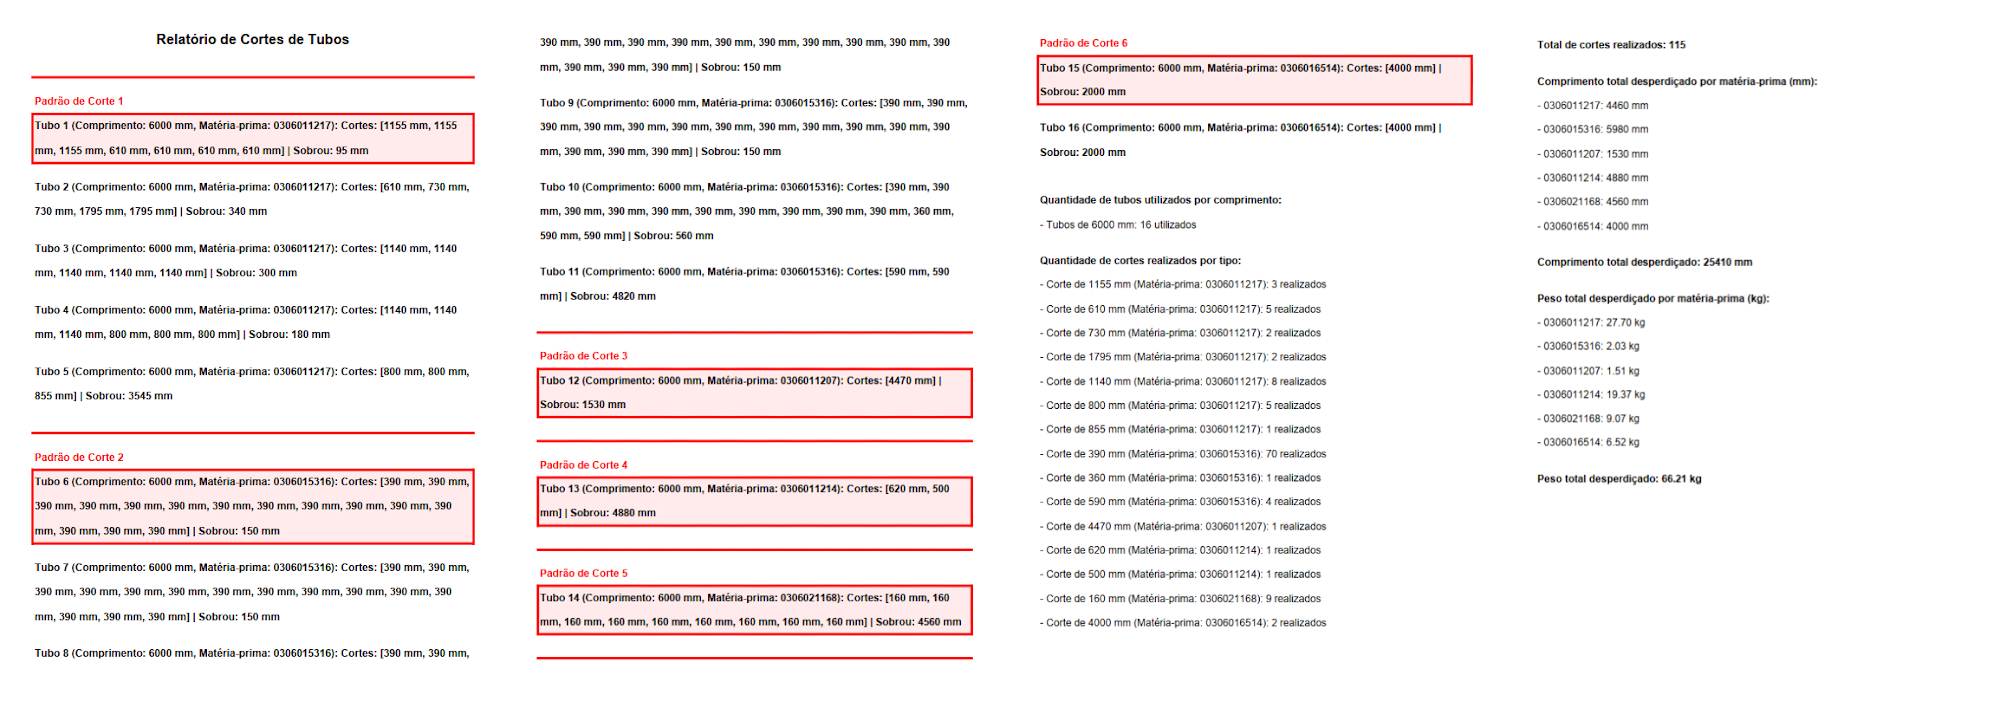 Relatório de Cortes de Tubos
Padrão de Corte 1
Tubo 1 (Comprimento: 6000 mm, Matéria-prima: 0306011217): Cortes: [1155 mm, 1155
mm, 1155 mm, 610 mm, 610 mm, 610 mm, 610 mm] | Sobrou: 95 mm
Tubo 2 (Comprimento: 6000 mm, Matéria-prima: 0306011217): Cortes: [610 mm, 730 mm,
730 mm, 1795 mm, 1795 mm] | Sobrou: 340 mm
Tubo 3 (Comprimento: 6000 mm, Matéria-prima: 0306011217): Cortes: [1140 mm, 1140
mm, 1140 mm, 1140 mm, 1140 mm] | Sobrou: 300 mm
Tubo 4 (Comprimento: 6000 mm, Matéria-prima: 0306011217): Cortes: [1140 mm, 1140
mm, 1140 mm, 800 mm, 800 mm, 800 mm] | Sobrou: 180 mm
Tubo 5 (Comprimento: 6000 mm, Matéria-prima: 0306011217): Cortes: [800 mm, 800 mm,
855 mm] | Sobrou: 3545 mm
Padrão de Corte 2
Tubo 6 (Comprimento: 6000 mm, Matéria-prima: 0306015316): Cortes: [390 mm, 390 mm,
390 mm, 390 mm, 390 mm, 390 mm, 390 mm, 390 mm, 390 mm, 390 mm, 390 mm, 390
mm, 390 mm, 390 mm, 390 mm] | Sobrou: 150 mm
Tubo 7 (Comprimento: 6000 mm, Matéria-prima: 0306015316): Cortes: [390 mm, 390 mm,
390 mm, 390 mm, 390 mm, 390 mm, 390 mm, 390 mm, 390 mm, 390 mm, 390 mm, 390
mm, 390 mm, 390 mm, 390 mm] | Sobrou: 150 mm
Tubo 8 (Comprimento: 6000 mm, Matéria-prima: 0306015316): Cortes: [390 mm, 390 mm,
390 mm, 390 mm, 390 mm, 390 mm, 390 mm, 390 mm, 390 mm, 390 mm, 390 mm, 390
mm, 390 mm, 390 mm, 390 mm] | Sobrou: 150 mm
Tubo 9 (Comprimento: 6000 mm, Matéria-prima: 0306015316): Cortes: [390 mm, 390 mm,
390 mm, 390 mm, 390 mm, 390 mm, 390 mm, 390 mm, 390 mm, 390 mm, 390 mm, 390
mm, 390 mm, 390 mm, 390 mm] | Sobrou: 150 mm
Tubo 10 (Comprimento: 6000 mm, Matéria-prima: 0306015316): Cortes: [390 mm, 390
mm, 390 mm, 390 mm, 390 mm, 390 mm, 390 mm, 390 mm, 390 mm, 390 mm, 360 mm,
590 mm, 590 mm] | Sobrou: 560 mm
Tubo 11 (Comprimento: 6000 mm, Matéria-prima: 0306015316): Cortes: [590 mm, 590
mm] | Sobrou: 4820 mm
Padrão de Corte 3
Tubo 12 (Comprimento: 6000 mm, Matéria-prima: 0306011207): Cortes: [4470 mm] |
Sobrou: 1530 mm
Padrão de Corte 4
Tubo 13 (Comprimento: 6000 mm, Matéria-prima: 0306011214): Cortes: [620 mm, 500
mm] | Sobrou: 4880 mm
Padrão de Corte 5
Tubo 14 (Comprimento: 6000 mm, Matéria-prima: 0306021168): Cortes: [160 mm, 160
mm, 160 mm, 160 mm, 160 mm, 160 mm, 160 mm, 160 mm, 160 mm] | Sobrou: 4560 mm
Padrão de Corte 6
Tubo 15 (Comprimento: 6000 mm, Matéria-prima: 0306016514): Cortes: [4000 mm] |
Sobrou: 2000 mm
Tubo 16 (Comprimento: 6000 mm, Matéria-prima: 0306016514): Cortes: [4000 mm] |
Sobrou: 2000 mm
Quantidade de tubos utilizados por comprimento:
- Tubos de 6000 mm: 16 utilizados
Quantidade de cortes realizados por tipo:
- Corte de 1155 mm (Matéria-prima: 0306011217): 3 realizados
- Corte de 610 mm (Matéria-prima: 0306011217): 5 realizados
- Corte de 730 mm (Matéria-prima: 0306011217): 2 realizados
- Corte de 1795 mm (Matéria-prima: 0306011217): 2 realizados
- Corte de 1140 mm (Matéria-prima: 0306011217): 8 realizados
- Corte de 800 mm (Matéria-prima: 0306011217): 5 realizados
- Corte de 855 mm (Matéria-prima: 0306011217): 1 realizados
- Corte de 390 mm (Matéria-prima: 0306015316): 70 realizados
- Corte de 360 mm (Matéria-prima: 0306015316): 1 realizados
- Corte de 590 mm (Matéria-prima: 0306015316): 4 realizados
- Corte de 4470 mm (Matéria-prima: 0306011207): 1 realizados
- Corte de 620 mm (Matéria-prima: 0306011214): 1 realizados
- Corte de 500 mm (Matéria-prima: 0306011214): 1 realizados
- Corte de 160 mm (Matéria-prima: 0306021168): 9 realizados
- Corte de 4000 mm (Matéria-prima: 0306016514): 2 realizados
Total de cortes realizados: 115
Comprimento total desperdiçado por matéria-prima (mm):
- 0306011217: 4460 mm
- 0306015316: 5980 mm
- 0306011207: 1530 mm
- 0306011214: 4880 mm
- 0306021168: 4560 mm
- 0306016514: 4000 mm
Comprimento total desperdiçado: 25410 mm
Peso total desperdiçado por matéria-prima (kg):
- 0306011217: 27.70 kg
- 0306015316: 2.03 kg
- 0306011207: 1.51 kg
- 0306011214: 19.37 kg
- 0306021168: 9.07 kg
- 0306016514: 6.52 kg
Peso total desperdiçado: 66.21 kg